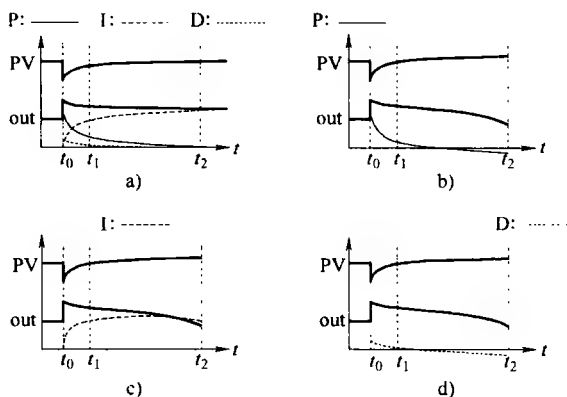 P: I: D: P:
PV PV
out out
t0 t1 t2 t t0 t1 t2 t
a) b)
I: D:
PV PV
out out
t0 t1 t2 t t0 t1 t2 t
c) d)